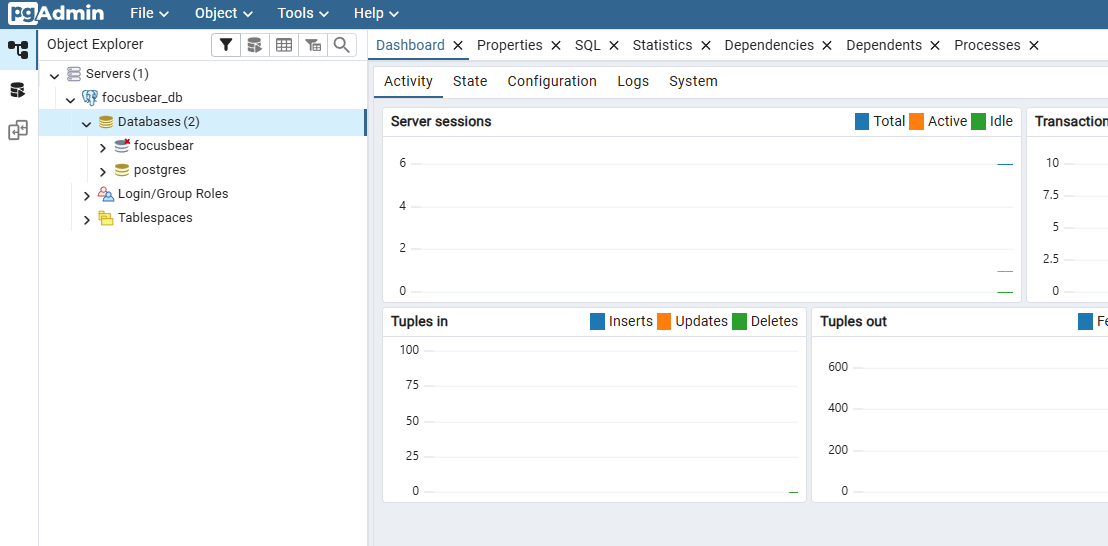 pgAdmin File Object Tools Help
Object Explorer
Servers (1)
focusbear_db
Databases (2)
focusbear
postgres
Login/Group Roles
Tablespaces
Dashboard Properties SQL Statistics Dependencies Dependents Processes
Activity State Configuration Logs System
Server sessions Total Active Idle
6
4
2
0
Transaction
10
7.5
5
2.5
0
Tuples in Inserts Updates Deletes
100
75
50
25
0
Tuples out Fe
600
400
200
0